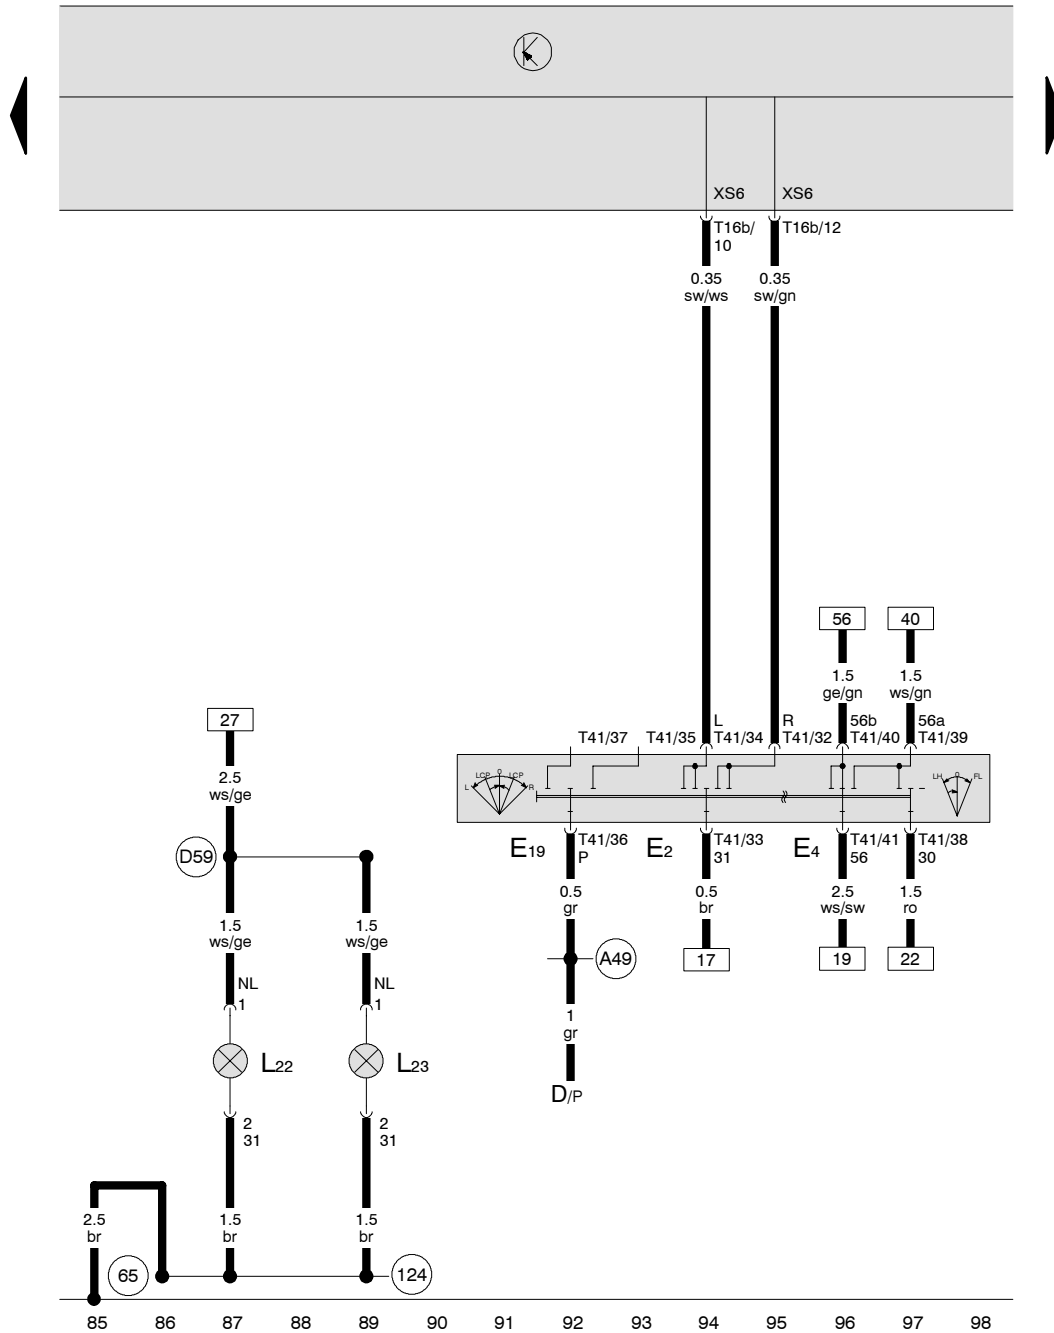 XS6 XS6
T16b/ T16b/12
10
0.35 0.35
sw/ws sw/gn
56 40
1.5 1.5
ge/gn ws/gn
27
L R 56b 56a
T41/37 T41/35 T41/34 T41/32 T41/40 T41/39
2.5
ws/ge
L LCP 0 LCP R LH 0 FL
E19 T41/36 E2 T41/33 E4 T41/41 T41/38
P 31 56 30
D59
0.5 0.5 2.5 1.5
gr br ws/sw ro
1.5 1.5
ws/ge ws/ge
A49 17 19 22
NL NL
1 1
1
gr
L22 L23
D/P
2 2
31 31
2.5 1.5 1.5
br br br
65 124
85 86 87 88 89 90 91 92 93 94 95 96 97 98